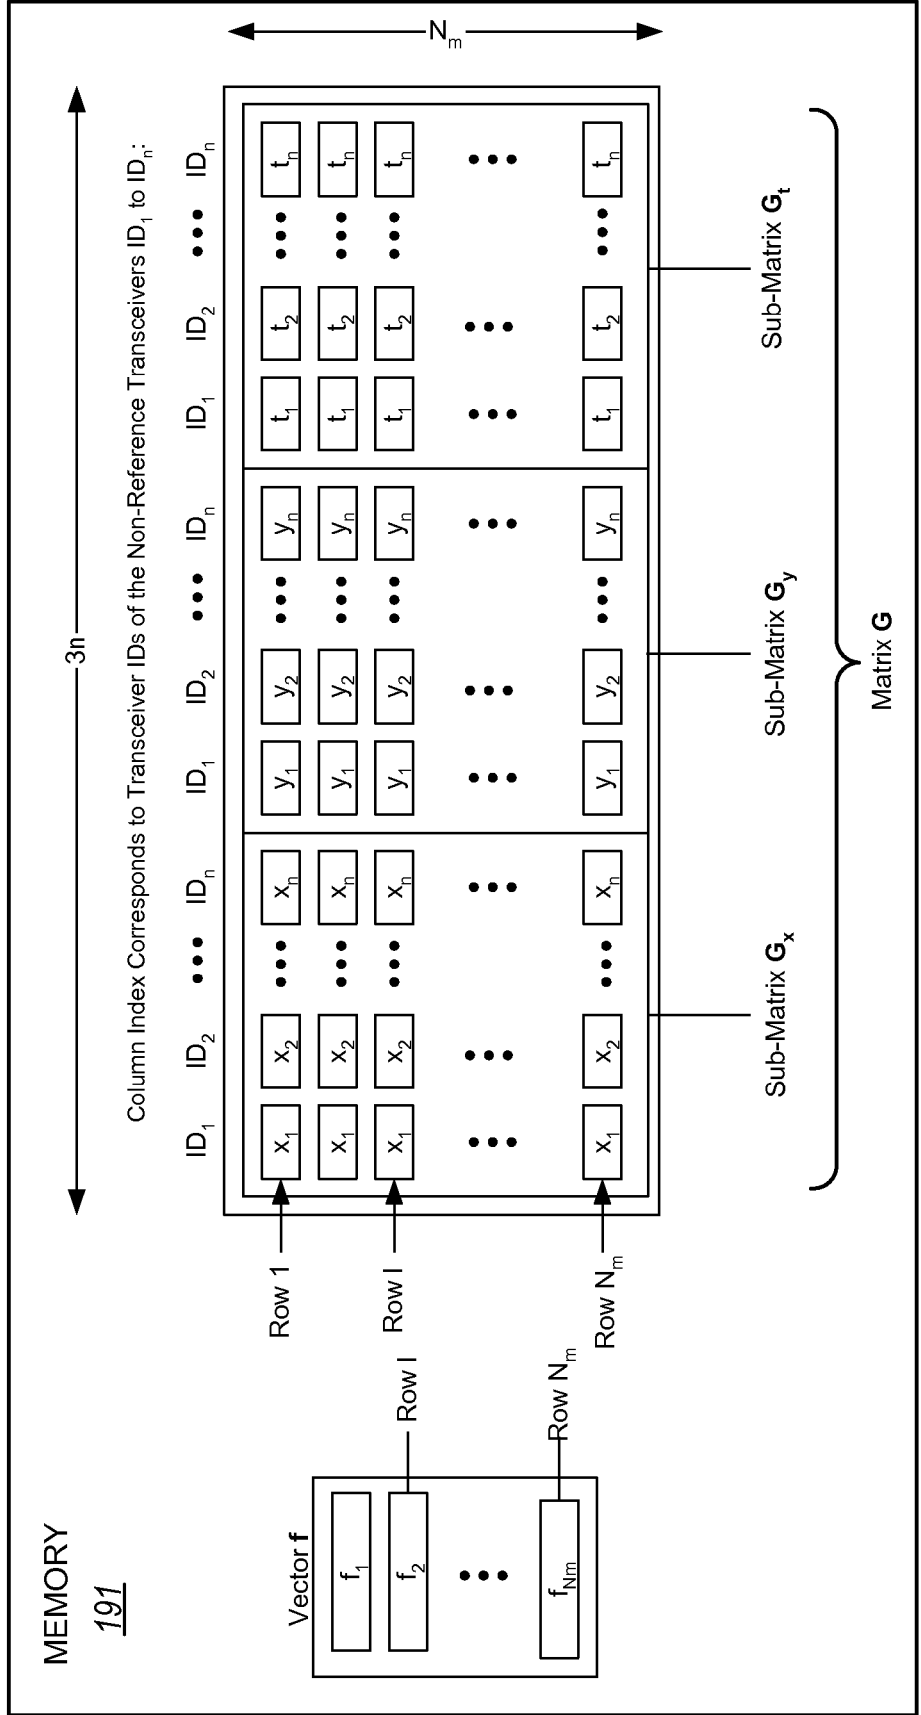 MEMORY
191
3n
Column Index Corresponds to Transceiver IDs of the Non-Reference Transceivers ID1 to IDn:
ID1 ID2 ••• IDn ID1 ID2 ••• IDn ID1 ID2 ••• IDn
Nm
Vector f
f1
f2
•••
fNm
Row I
Row Nm
Row 1
x1 x2 ••• xn y1 y2 ••• yn t1 t2 ••• tn
x1 x2 ••• xn y1 y2 ••• yn t1 t2 ••• tn
Row I
x1 x2 ••• xn y1 y2 ••• yn t1 t2 ••• tn
••• ••• ••• ••• ••• ••• ••• ••• •••
Row Nm
x1 x2 ••• xn y1 y2 ••• yn t1 t2 ••• tn
Sub-Matrix Gx
Sub-Matrix Gy
Sub-Matrix Gt
Matrix G